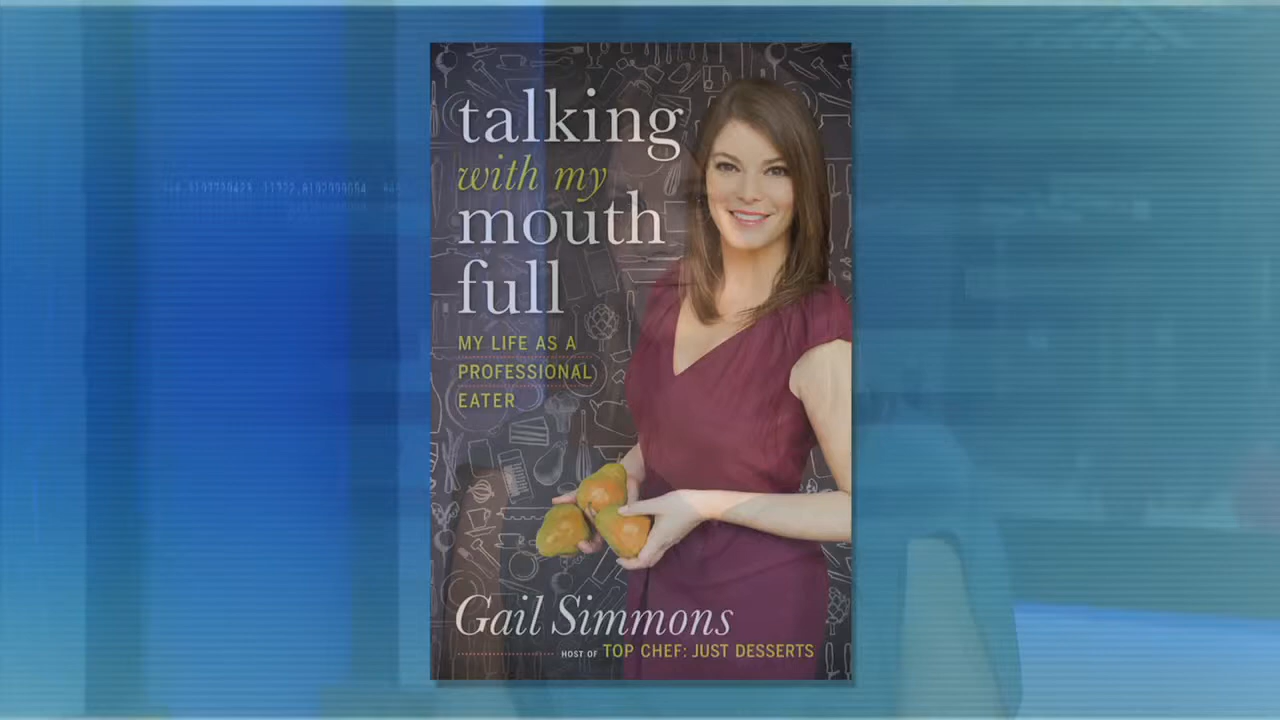 talking
with my
mouth
full
MY LIFE AS A
PROFESSIONAL
EATER
Gail Simmons
HOST OF TOP CHEF: JUST DESSERTS